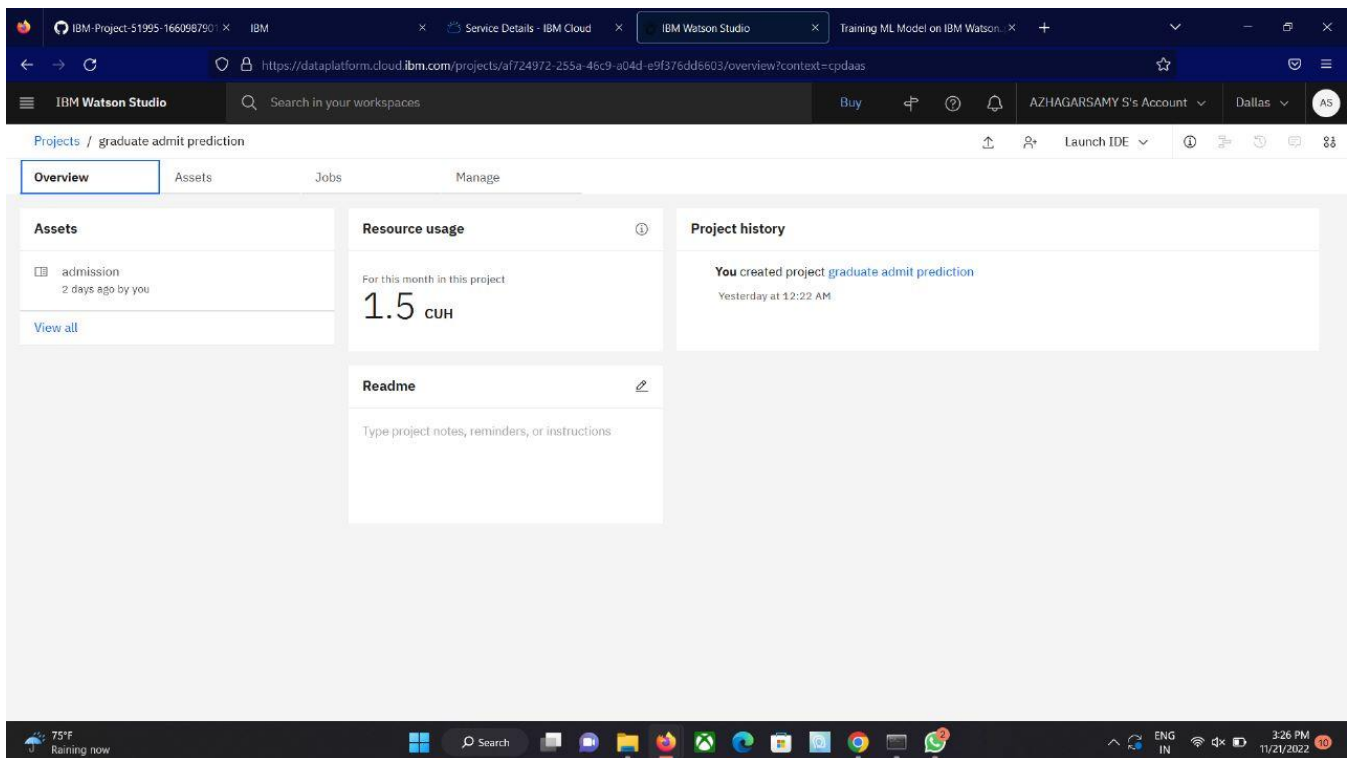 IBM-Project-51995-1660987901
IBM
Service Details - IBM Cloud
IBM Watson Studio
Training ML Model on IBM Watson
https://dataplatform.cloud.ibm.com/projects/af724972-255a-46c9-a04d-e9f376dd6603/overview?context=cpdaas
IBM Watson Studio
Search in your workspaces
Buy
AZHAGARSAMY S's Account
Dallas
AS
Projects / graduate admit prediction
Launch IDE
Overview
Assets
Jobs
Manage
Assets
admission
2 days ago by you
View all
Resource usage
For this month in this project
1.5 CUH
Readme
Type project notes, reminders, or instructions
Project history
You created project graduate admit prediction
Yesterday at 12:22 AM
75°F
Raining now
Search
2
ENG
IN
3:26 PM
11/21/2022
10